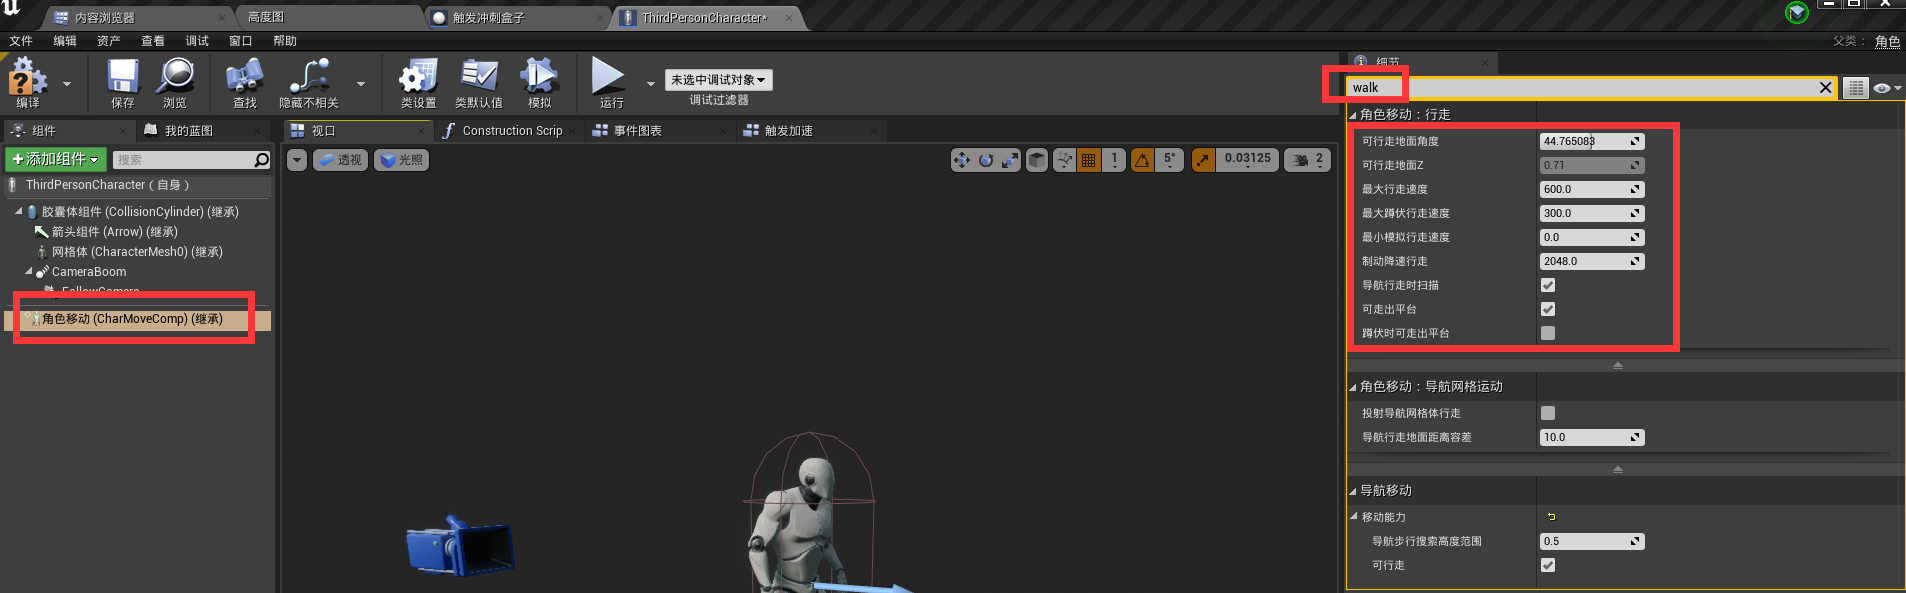 内容浏览器
高度图
触发冲刺盒子
ThirdPersonCharacter*
文件 编辑 资产 查看 调试 窗口 帮助
父类： 角色
编译
保存
浏览
查找
隐藏不相关
类设置
类默认值
模拟
运行
未选中调试对象
调试过滤器
细节
walk
组件
我的蓝图
视口
Construction Scrip
事件图表
触发加速
+添加组件
搜索
透视
光照
1
5°
0.03125
2
ThirdPersonCharacter（自身）
胶囊体组件 (CollisionCylinder) (继承)
箭头组件 (Arrow) (继承)
网格体 (CharacterMesh0) (继承)
CameraBoom
FollowCamera
角色移动 (CharMoveComp) (继承)
角色移动：行走
可行走地面角度 44.765083
可行走地面Z 0.71
最大行走速度 600.0
最大蹲伏行走速度 300.0
最小模拟行走速度 0.0
制动降速行走 2048.0
导航行走时扫描
可走出平台
蹲伏时可走出平台
角色移动：导航网格运动
投射导航网格体行走
导航行走地面距离容差 10.0
导航移动
移动能力
导航步行搜索高度范围 0.5
可行走